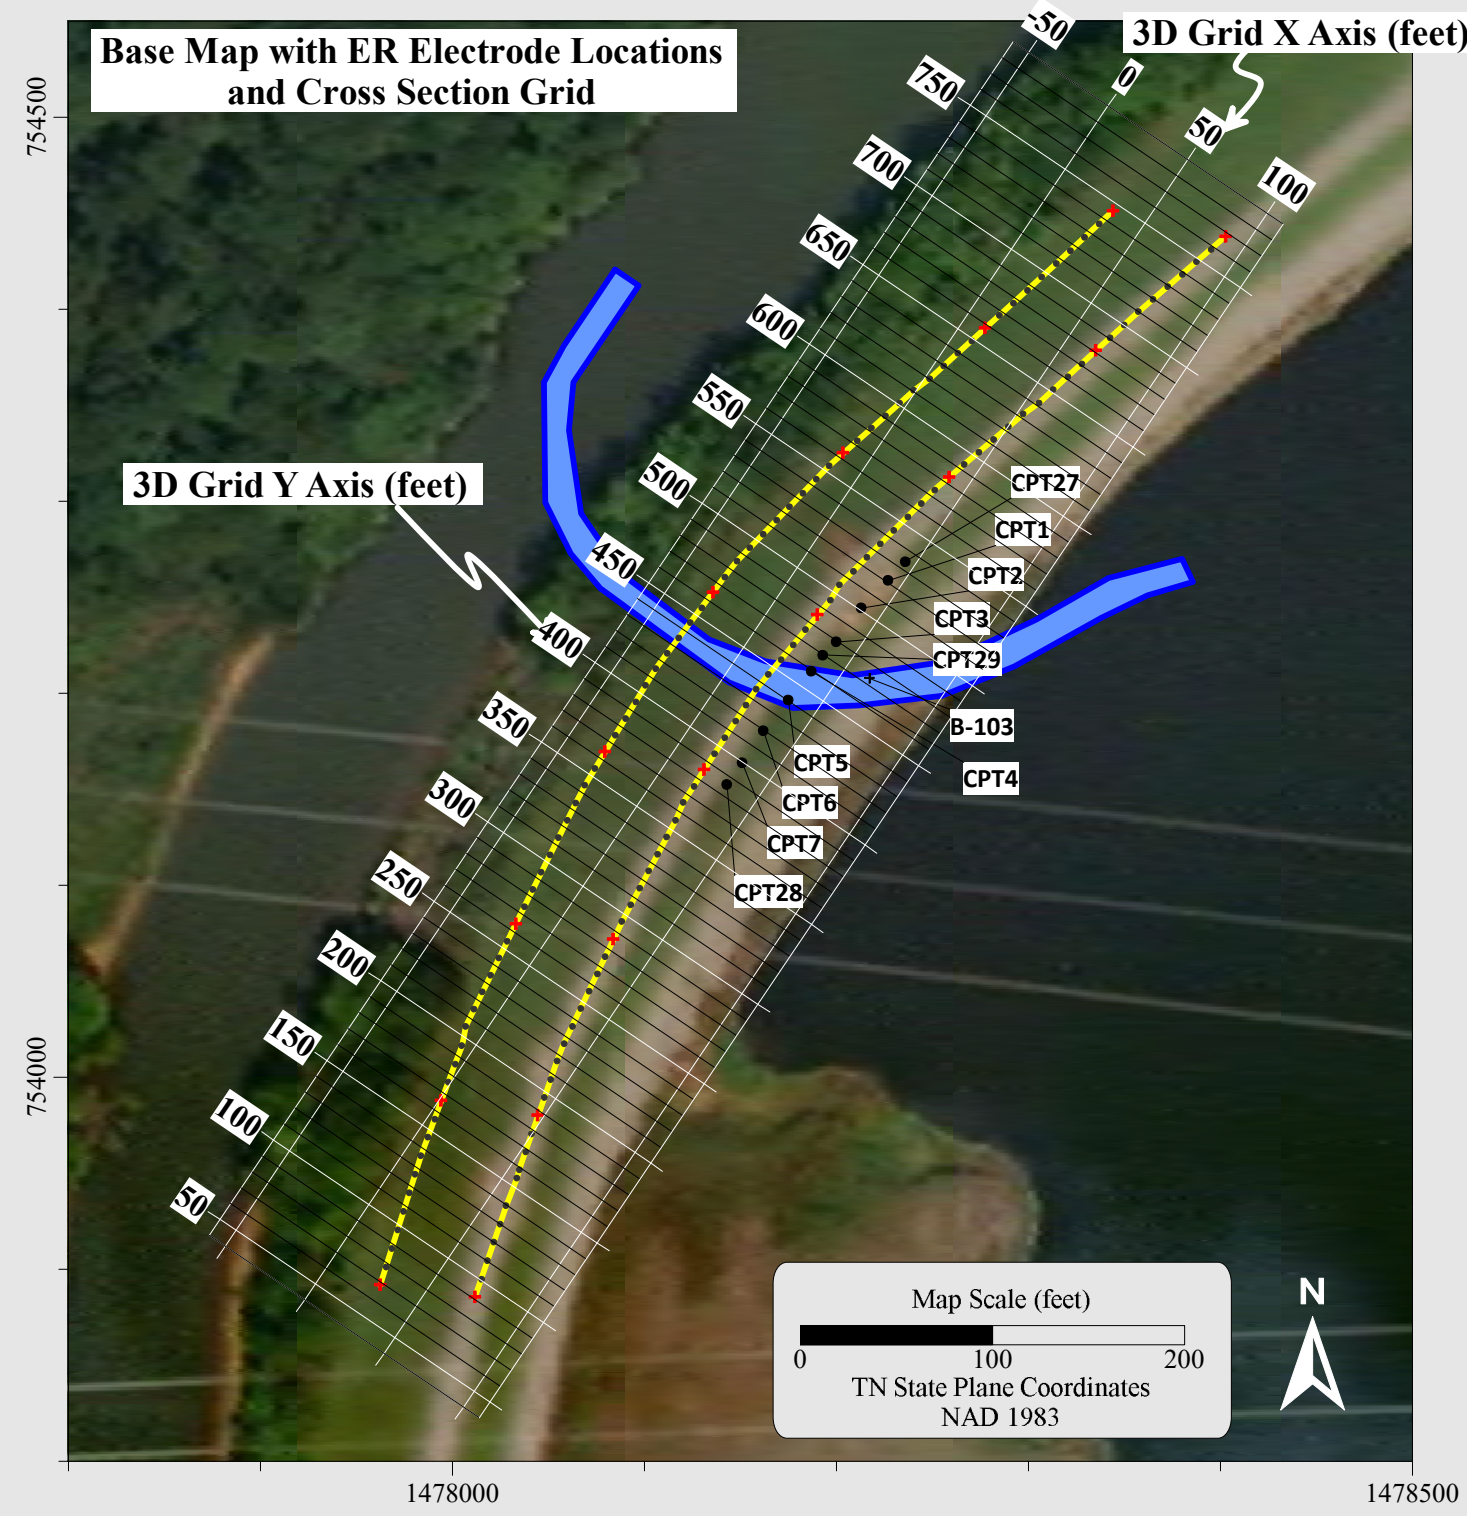 Base Map with ER Electrode Locations
and Cross Section Grid
3D Grid X Axis (feet)
-50
0
50
100
750
700
650
600
550
500
450
400
350
300
250
200
150
100
50
3D Grid Y Axis (feet)
CPT27
CPT1
CPT2
CPT3
CPT29
B-103
CPT4
CPT5
CPT6
CPT7
CPT28
754500
754000
Map Scale (feet)
0 100 200
TN State Plane Coordinates
NAD 1983
N
1478000 1478500